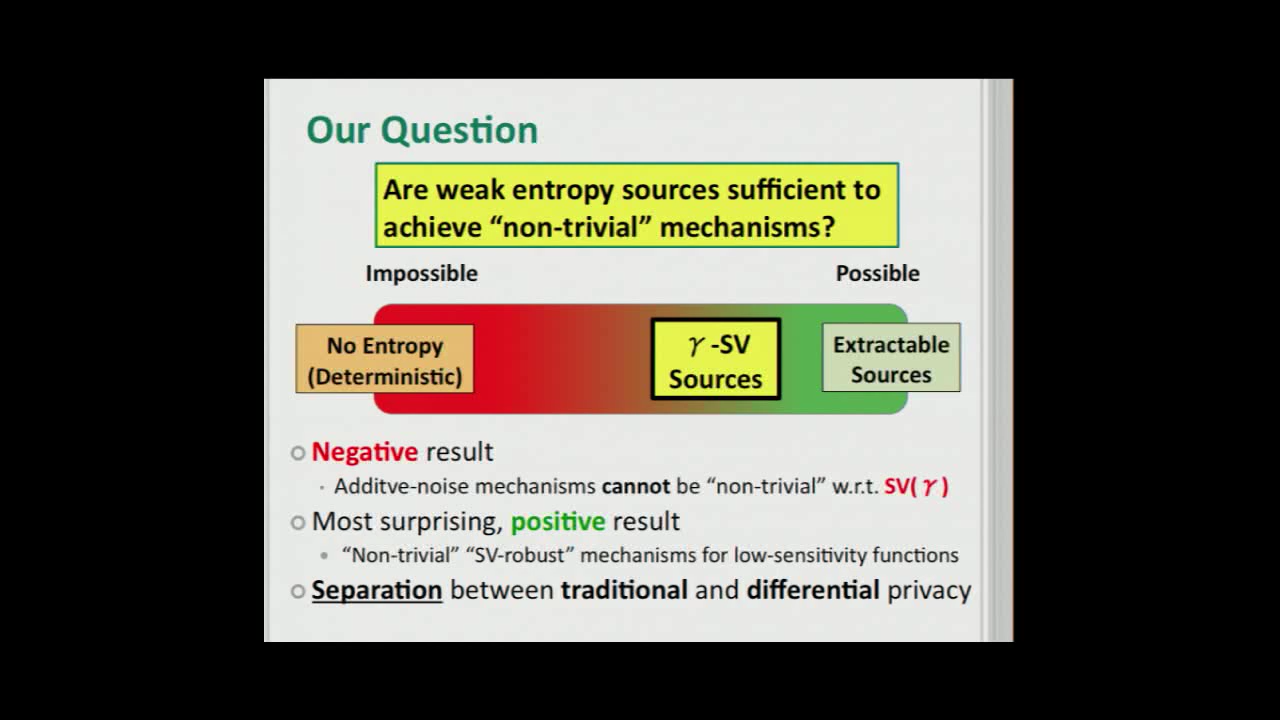 Our Question
Are weak entropy sources sufficient to
achieve “non-trivial” mechanisms?
Impossible
Possible
No Entropy
(Deterministic)
γ -SV
Sources
Extractable
Sources
Negative result
Additve-noise mechanisms cannot be “non-trivial” w.r.t. SV( γ )
Most surprising, positive result
“Non-trivial” “SV-robust” mechanisms for low-sensitivity functions
Separation between traditional and differential privacy